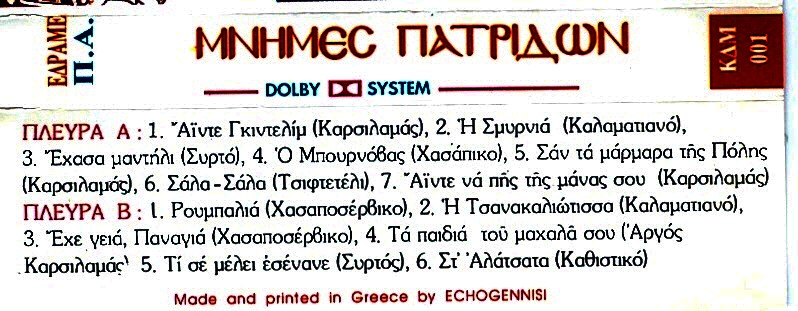 ΕΔΡΑΜΕ
Π.Α.
ΜΝΗΜΕС ΠΑΤΡΙΔΩΝ
ΚΔΜ
001
DOLBY SYSTEM
ΠΛΕΥΡΑ Α : 1. Ἄϊντε Γκιντελίμ (Καρσιλαμάς), 2. Ἡ Σμυρνιά (Καλαματιανό),
3. Ἔχασα μαντήλι (Συρτό), 4. Ὁ Μπουρνόβας (Χασάπικο), 5. Σάν τά μάρμαρα τῆς Πόλης
(Καρσιλαμάς), 6. Σάλα - Σάλα (Τσιφτετέλι), 7. Ἄϊντε νά πῆς τῆς μάνας σου (Καρσιλαμάς)
ΠΛΕΥΡΑ Β : 1. Ρουμπαλιά (Χασαποσέρβικο), 2. Ἡ Τσανακαλιώτισσα (Καλαματιανό),
3. Ἔχε γειά, Παναγιά (Χασαποσέρβικο), 4. Τά παιδιά τοῦ μαχαλᾶ σου (Ἀργός
Καρσιλαμάς) 5. Τί σέ μέλει ἐσένανε (Συρτός), 6. Στ' Ἀλάτσατα (Καθιστικό)
Made and printed in Greece by ECHOGENNISI